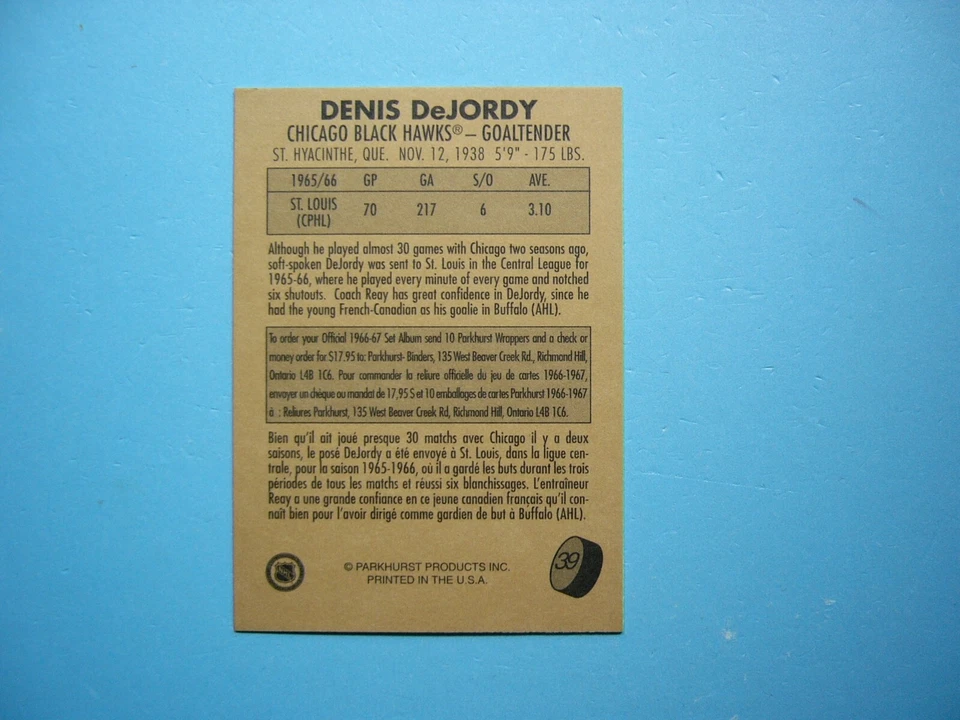 DENIS DeJORDY
CHICAGO BLACK HAWKS® – GOALTENDER
ST. HYACINTHE, QUE. NOV. 12, 1938 5'9" - 175 LBS.
1965/66 GP GA S/O AVE.
ST. LOUIS (CPHL) 70 217 6 3.10
Although he played almost 30 games with Chicago two seasons ago,
soft-spoken DeJordy was sent to St. Louis in the Central League for
1965-66, where he played every minute of every game and notched
six shutouts. Coach Reay has great confidence in DeJordy, since he
had the young French-Canadian as his goalie in Buffalo (AHL).
To order your Official 1966-67 Set Album send 10 Parkhurst Wrappers and a check or
money order for $17.95 to: Parkhurst- Binders, 135 West Beaver Creek Rd., Richmond Hill,
Ontario L4B 1C6. Pour commander la reliure officielle du jeu de cartes 1966-1967,
envoyer un chèque ou mandat de 17,95 $ et 10 emballages de cartes Parkhurst 1966-1967
à : Reliures Parkhurst, 135 West Beaver Creek Rd, Richmond Hill, Ontario L4B 1C6.
Bien qu'il ait joué presque 30 matchs avec Chicago il y a deux
saisons, le posé DeJordy a été envoyé à St. Louis, dans la ligue cen-
trale, pour la saison 1965-1966, où il a gardé les buts durant les trois
périodes de tous les matchs et réussi six blanchissages. L'entraîneur
Reay a une grande confiance en ce jeune canadien français qu'il con-
naît bien pour l'avoir dirigé comme gardien de but à Buffalo (AHL).
© PARKHURST PRODUCTS INC.
PRINTED IN THE U.S.A.
39